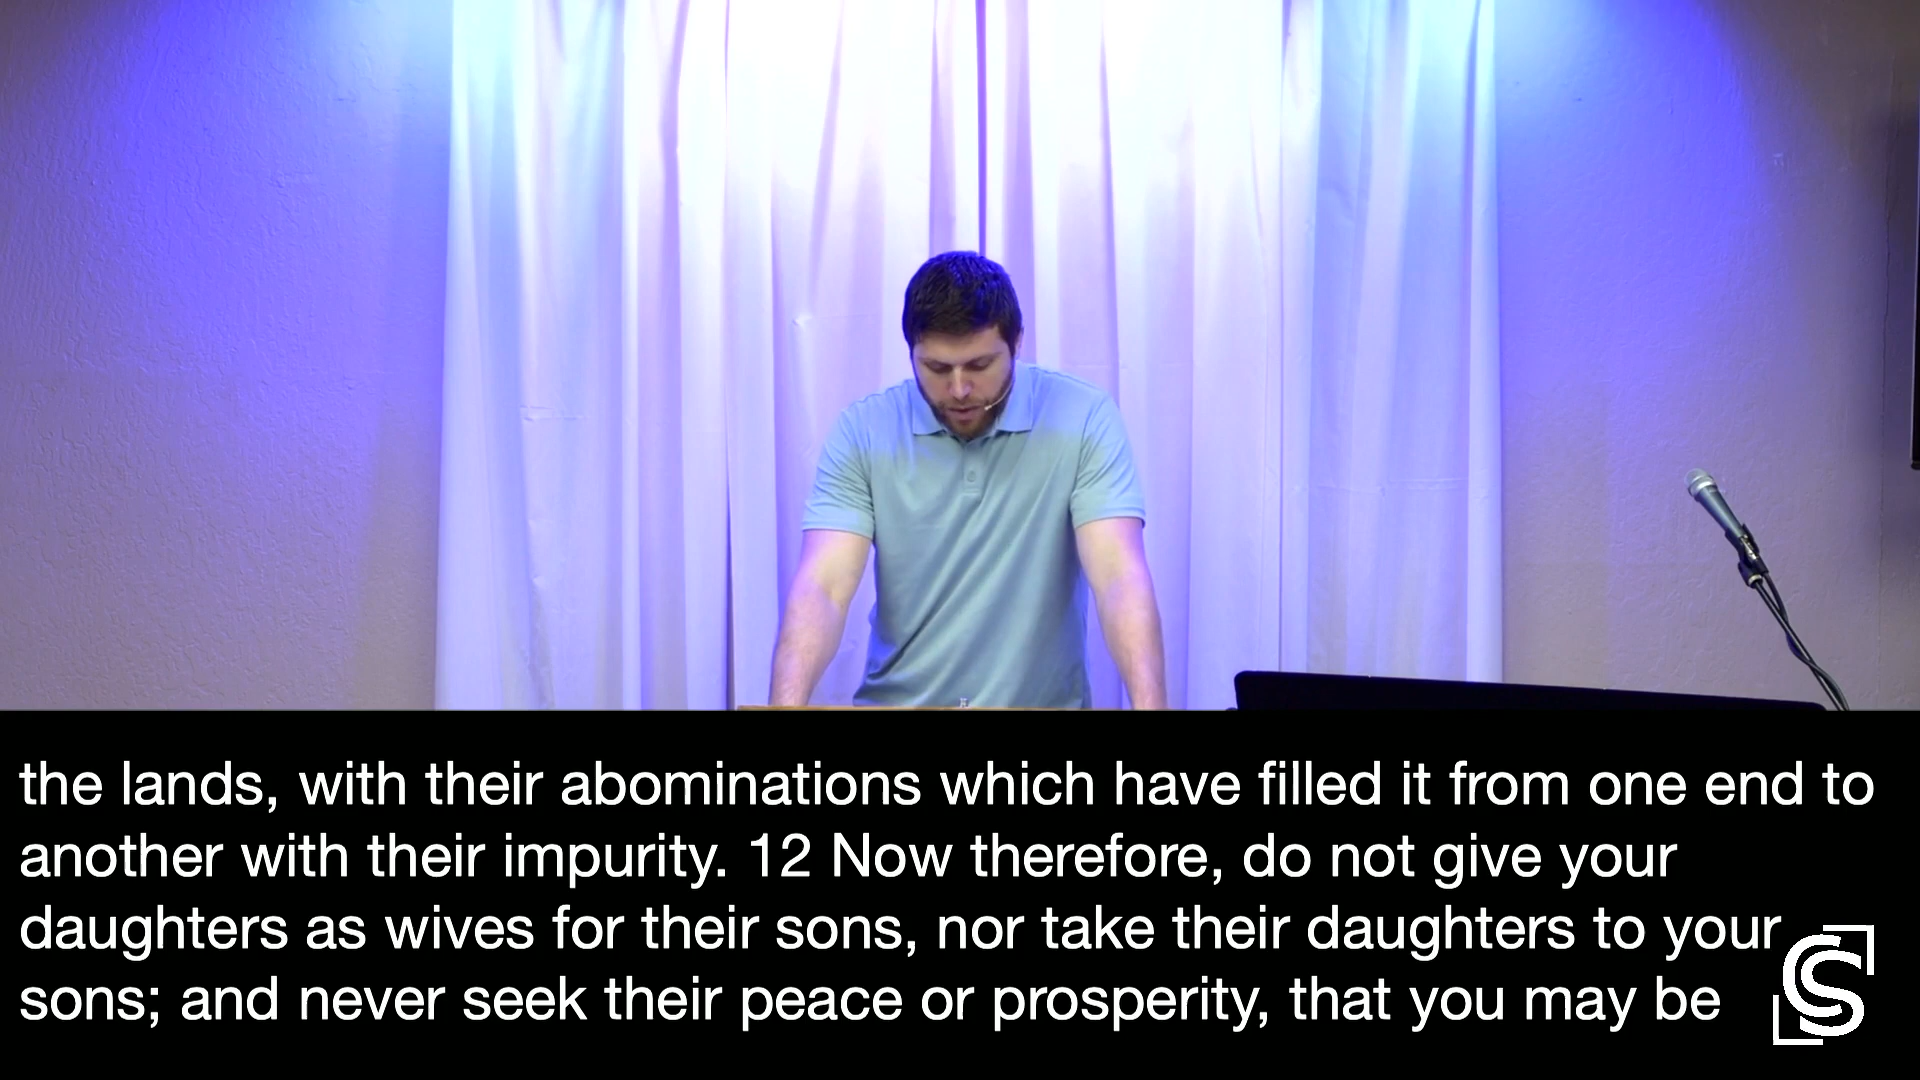 the lands, with their abominations which have filled it from one end to
another with their impurity. 12 Now therefore, do not give your
daughters as wives for their sons, nor take their daughters to your
sons; and never seek their peace or prosperity, that you may be
CS